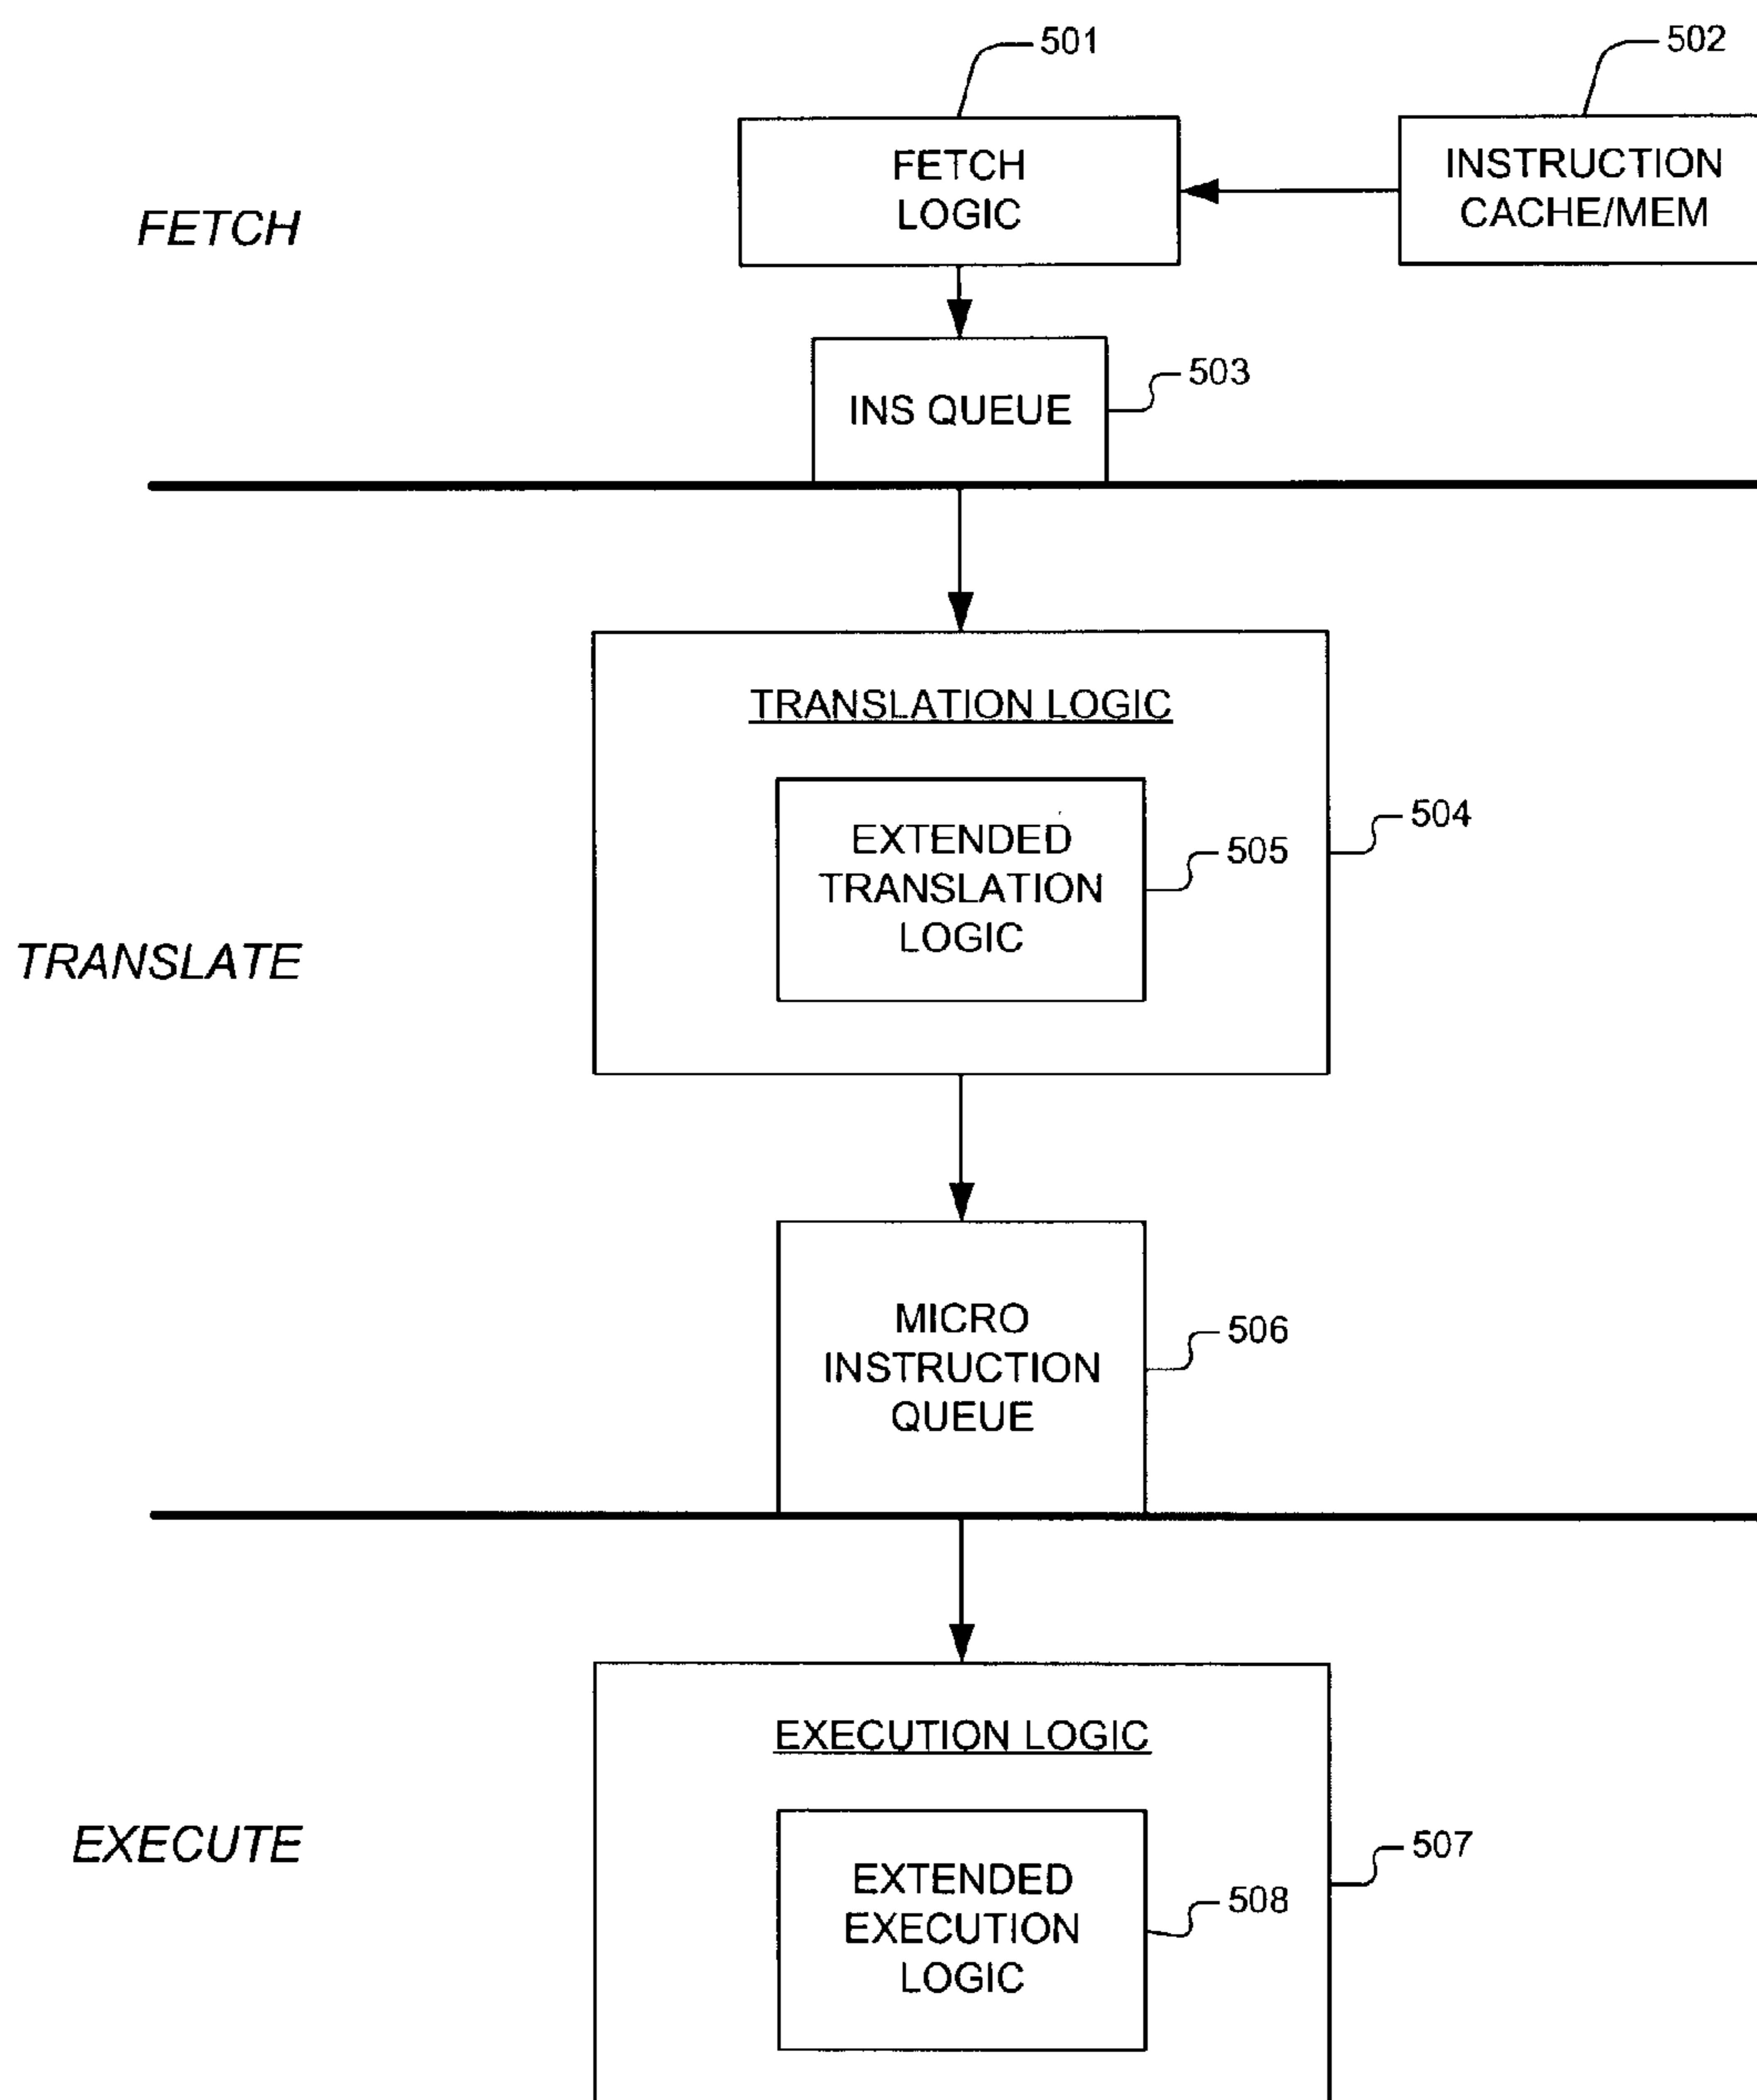 501
502
FETCH
LOGIC
INSTRUCTION
CACHE/MEM
FETCH
503
INS QUEUE
TRANSLATION LOGIC
504
EXTENDED
TRANSLATION
LOGIC
505
TRANSLATE
MICRO
INSTRUCTION
QUEUE
506
EXECUTION LOGIC
EXECUTE
507
EXTENDED
EXECUTION
LOGIC
508